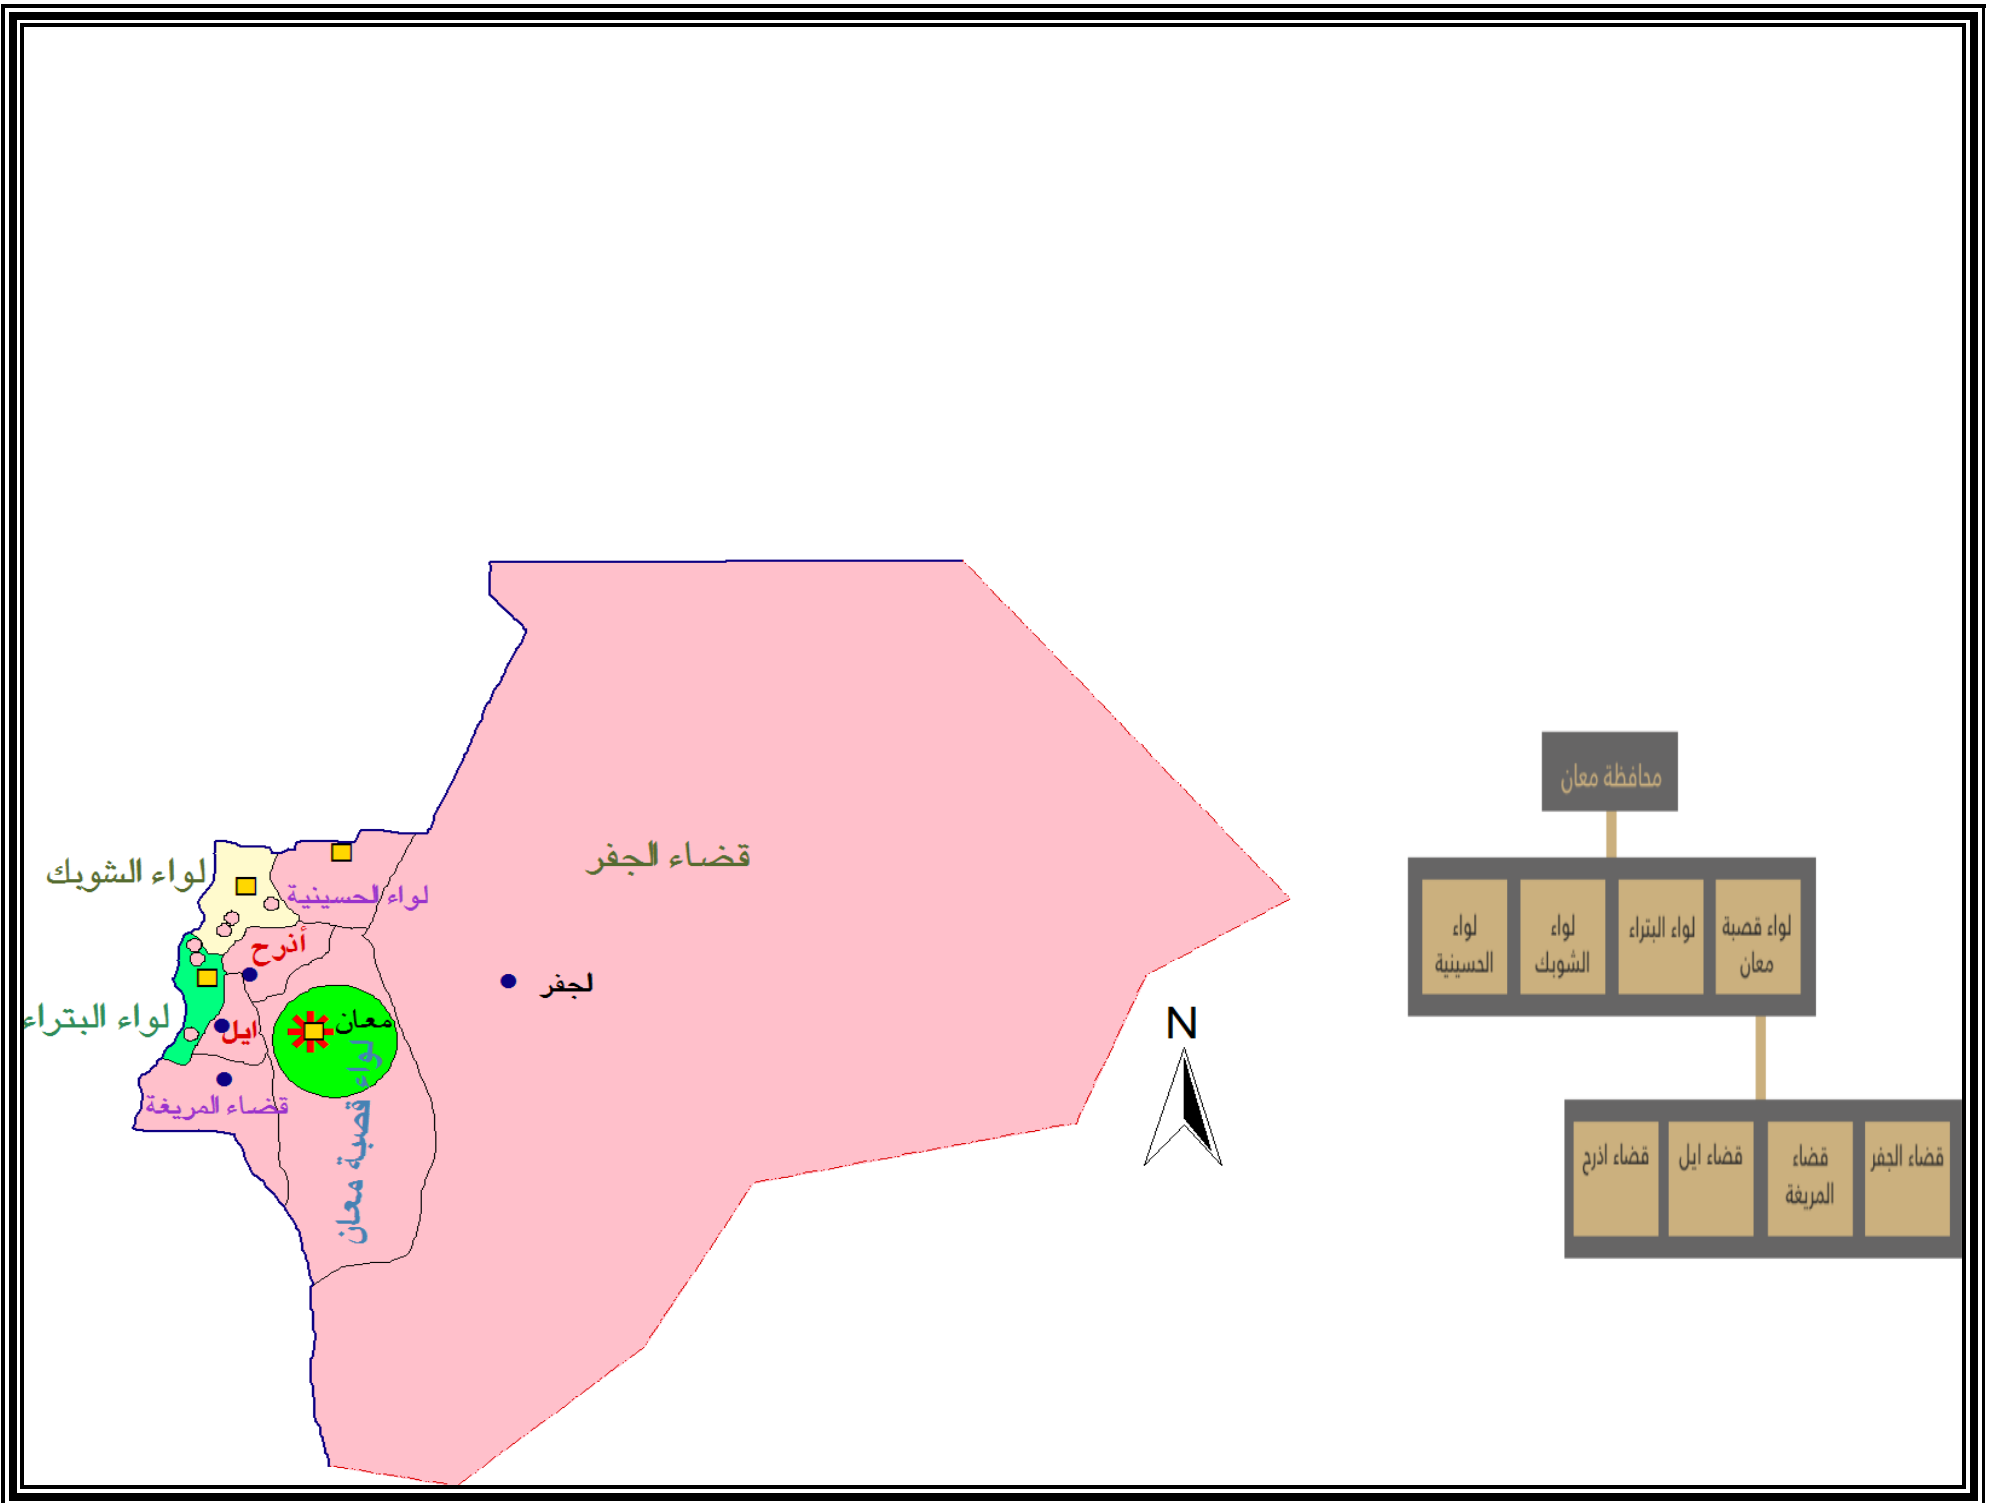 قضاء الجفر
لواء الشوبك
لواء الحسينية
أذرح
لجفر
لواء البتراء
ايل
معان
لواء قصبة معان
قضاء المريغة
N
محافظة معان
لواء قصبة
معان
لواء البتراء
لواء
الشوبك
لواء
الحسينية
قضاء الجفر
قضاء
المريغة
قضاء ايل
قضاء اذرح